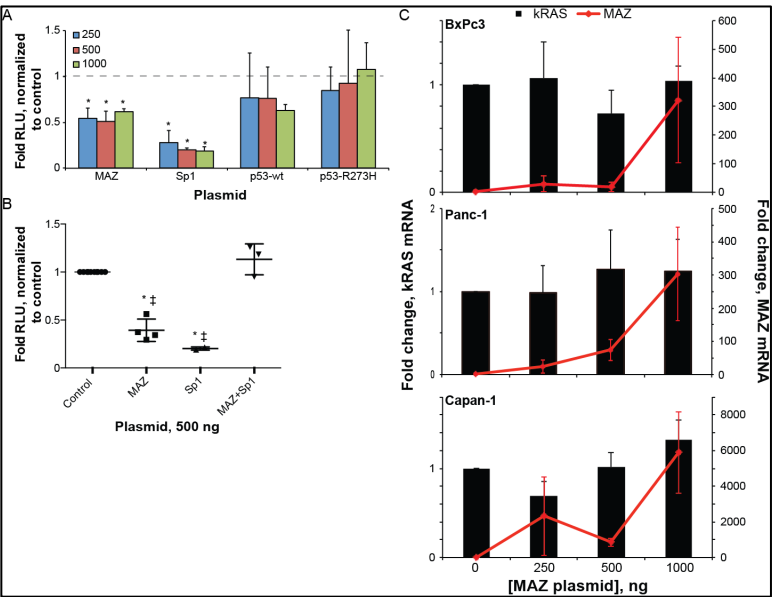 A
Fold RLU, normalized
to control
1.5
1
0.5
0
250
500
1000
* * *
* * *
MAZ Sp1 p53-wt p53-R273H
Plasmid
B
Fold RLU, normalized
to control
1.5
1
0.5
0
* ‡
* ‡
Control MAZ Sp1 MAZ+Sp1
Plasmid, 500 ng
C
kRAS MAZ
Fold change, kRAS mRNA
Fold change, MAZ mRNA
BxPc3
1
0
600
500
400
300
200
100
0
Panc-1
2
1
0
500
400
300
200
100
0
Capan-1
1
0
8000
6000
4000
2000
0
0 250 500 1000
[MAZ plasmid], ng